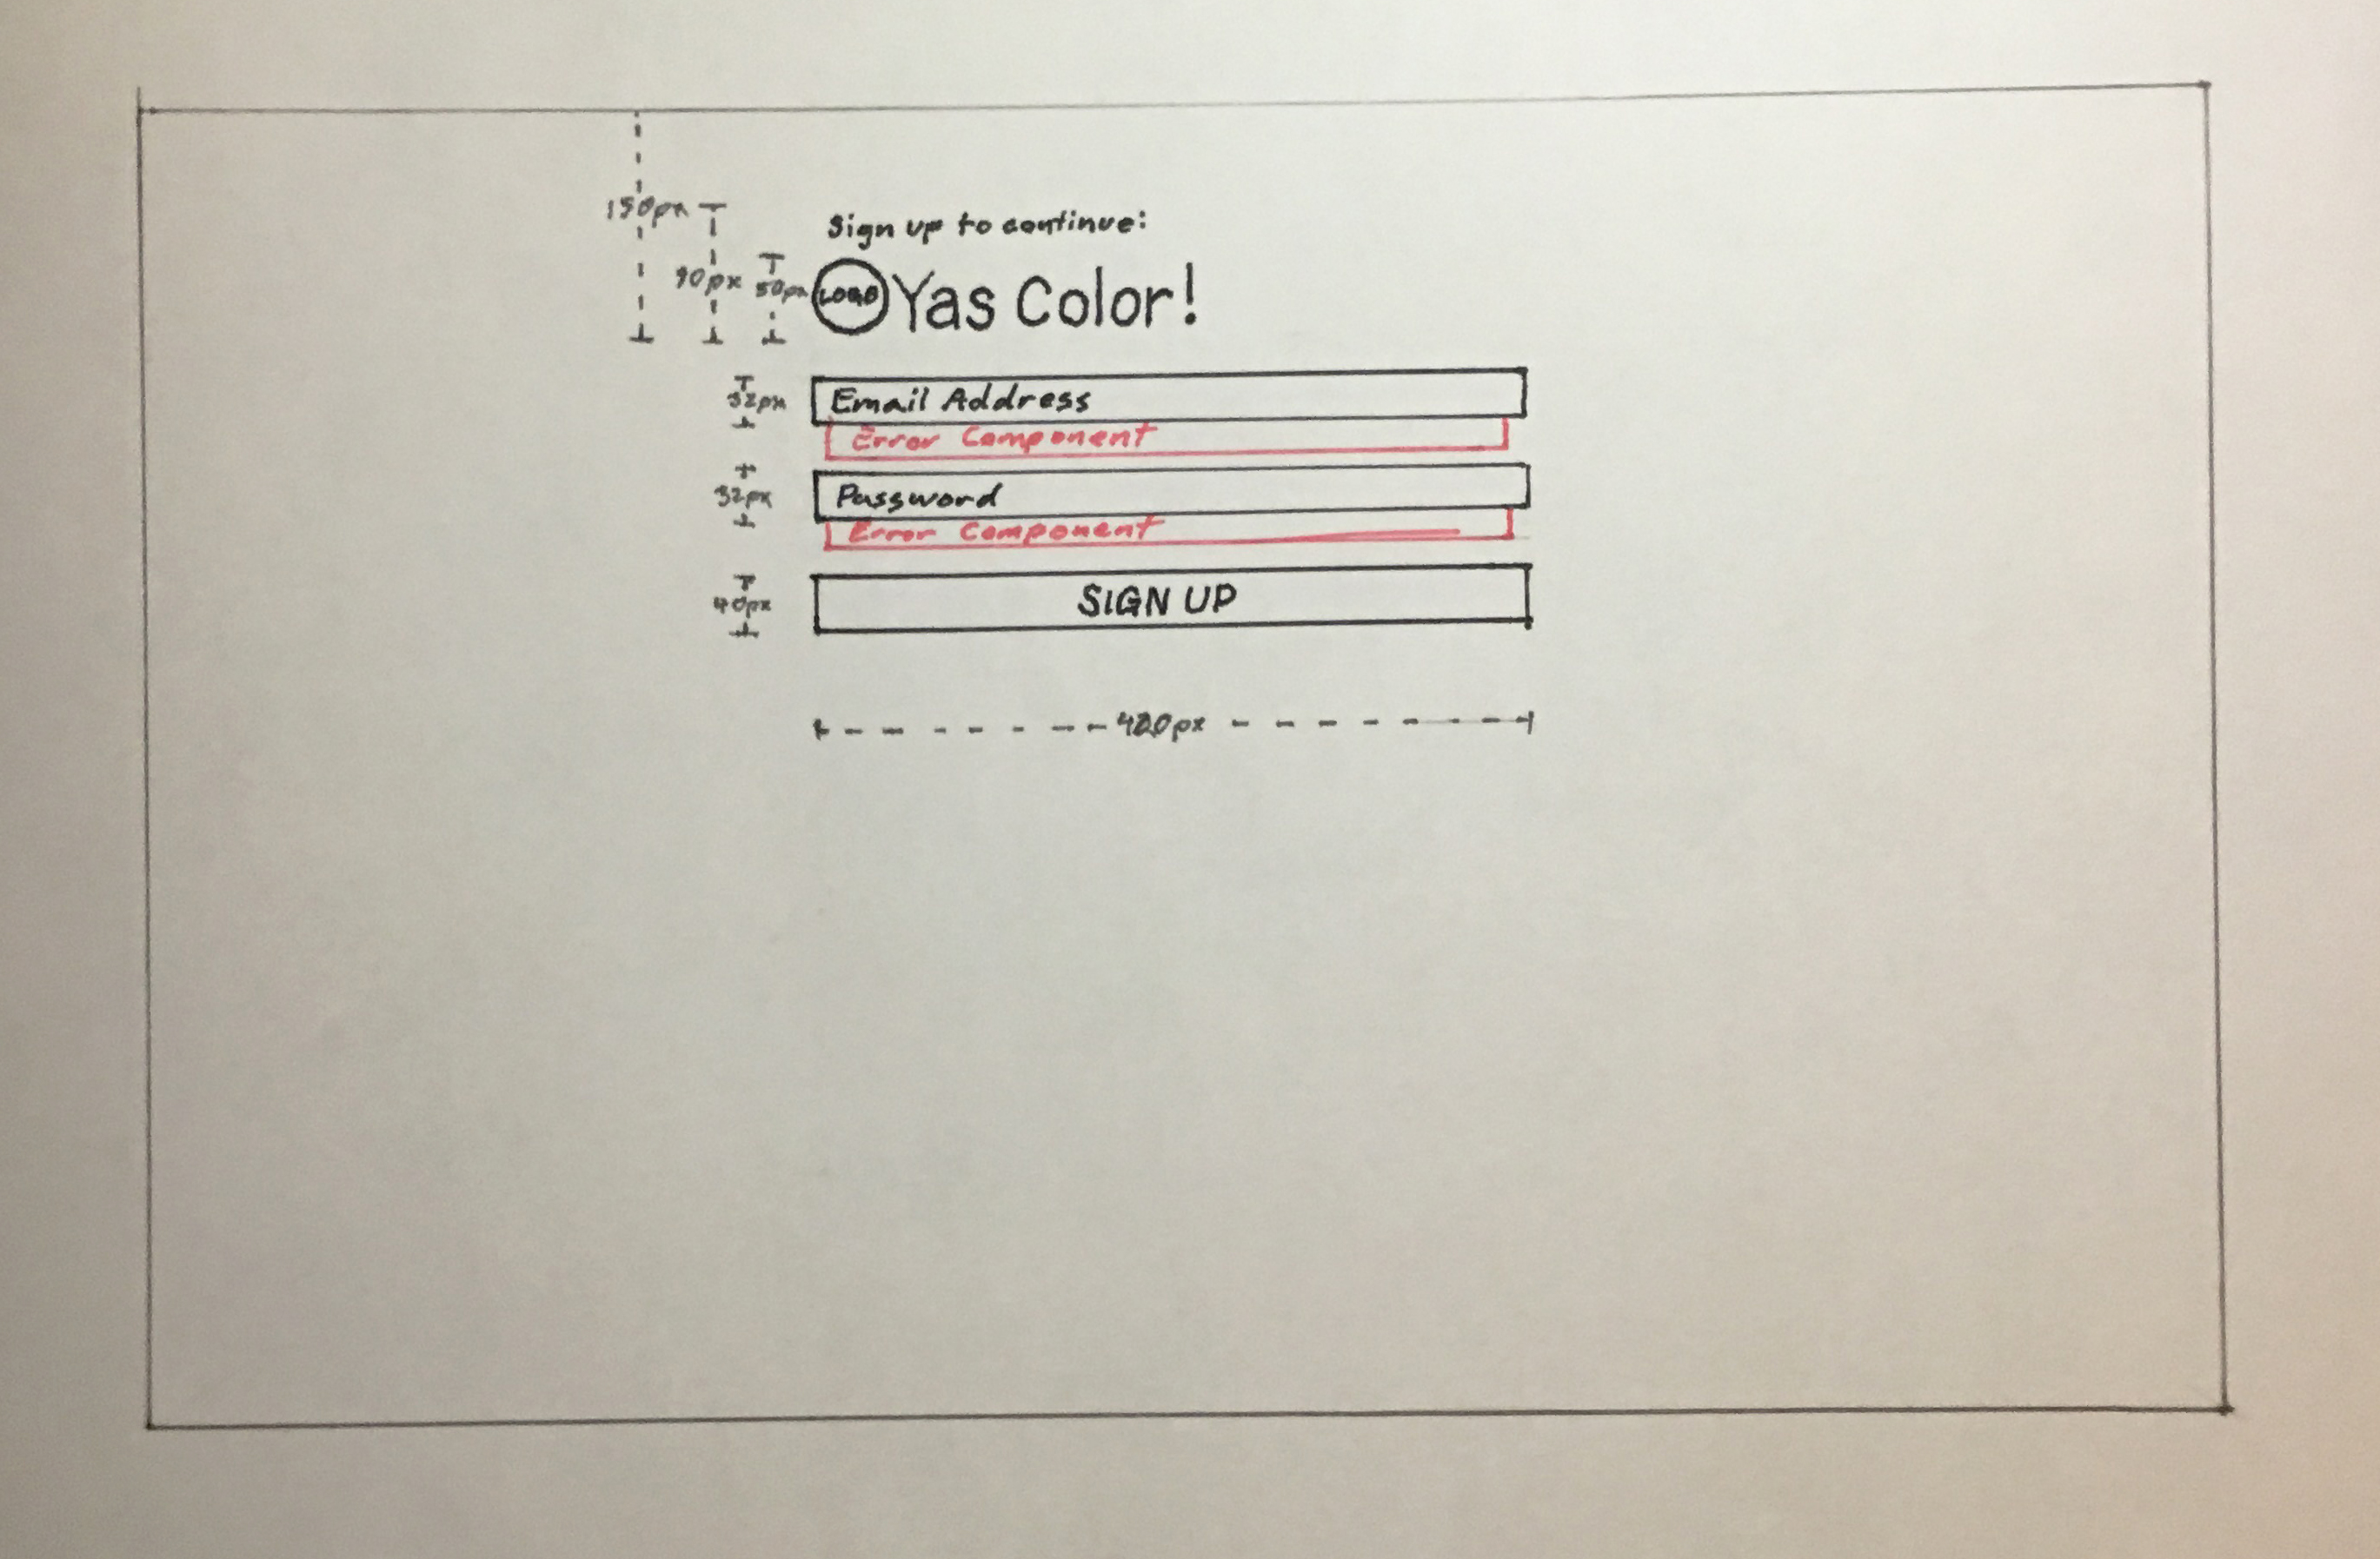 150px
Sign up to continue:
90px
50px
LOGO
Yas Color!
32px
Email Address
Error Component
32px
Password
Error Component
40px
SIGN UP
420px